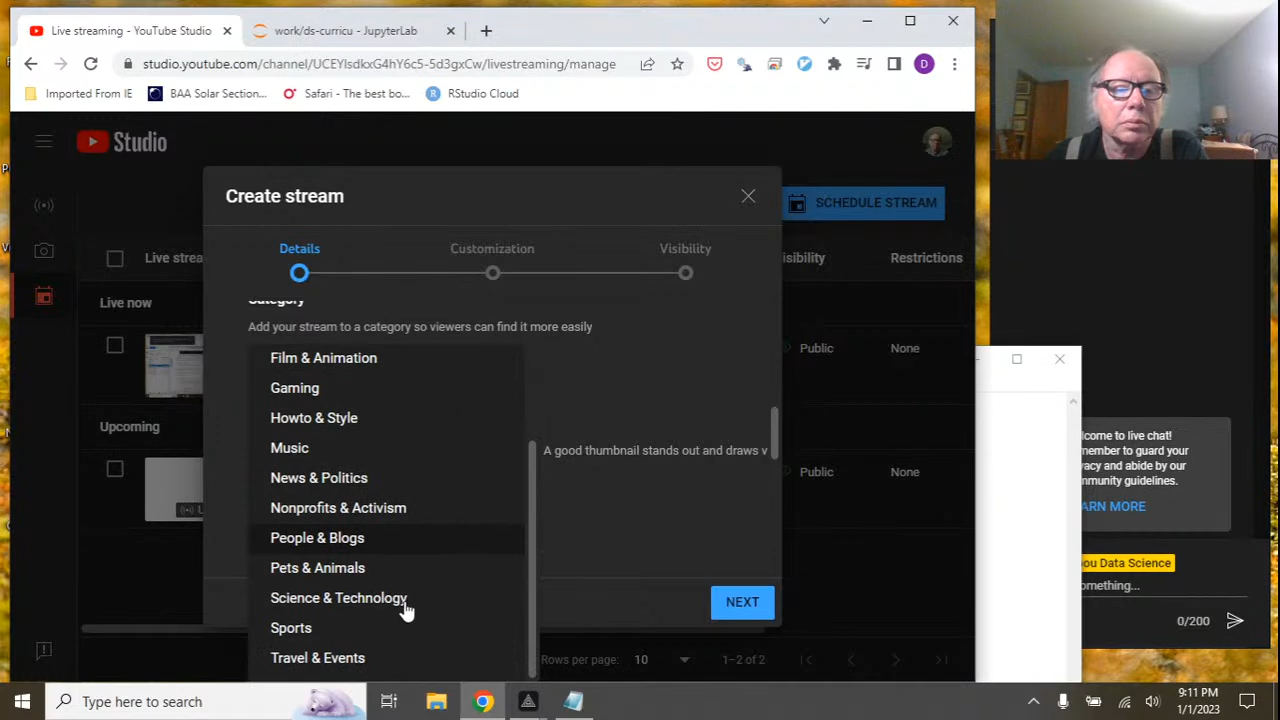 Live streaming - YouTube Studio
work/ds-curricu - JupyterLab
studio.youtube.com/channel/UCEYlsdkxG4hY6c5-5d3gxCw/livestreaming/manage
D
Imported From IE
BAA Solar Section...
Safari - The best bo...
RStudio Cloud
Studio
Create stream
SCHEDULE STREAM
Details
Customization
Visibility
Live strea
sibility
Restrictions
Live now
Category
Add your stream to a category so viewers can find it more easily
Public
None
Film & Animation
Gaming
Howto & Style
Upcoming
Music
A good thumbnail stands out and draws v
Public
None
News & Politics
Nonprofits & Activism
People & Blogs
Pets & Animals
Science & Technology
Sports
Travel & Events
NEXT
lcome to live chat!
member to guard your
vacy and abide by our
mmunity guidelines.
ARN MORE
ou Data Science
omething...
0/200
Rows per page:
10
1–2 of 2
Type here to search
9:11 PM
1/1/2023